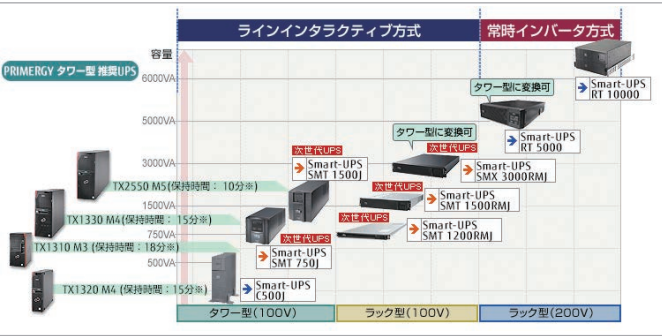 ラインインタラクティブ方式
常時インバータ方式
容量
PRIMERGY タワー型 推奨UPS
6000VA
Smart-UPS
RT 10000
タワー型に変換可
5000VA
Smart-UPS
RT 5000
タワー型に変換可
次世代UPS
次世代UPS
3000VA
Smart-UPS
SMT 1500J
Smart-UPS
SMX 3000RMJ
TX2550 M5(保持時間： 10分※)
次世代UPS
Smart-UPS
SMT 1500RMJ
1500VA
TX1330 M4(保持時間： 15分※)
次世代UPS
750VA
Smart-UPS
SMT 1200RMJ
TX1310 M3 (保持時間：18分※)
次世代UPS
Smart-UPS
SMT 750J
500VA
TX1320 M4 (保持時間：15分※)
Smart-UPS
C500J
タワー型(100V)
ラック型(100V)
ラック型(200V)